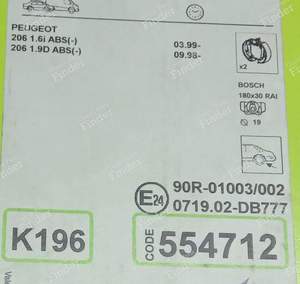 PEUGEOT
206 1.6i ABS(-) 03.99-
206 1.9D ABS(-) 09.98-
x2
BOSCH
180x30 RAI
⌀ 19
E24 90R-01003/002
0719.02-DB777
K196
CODE 554712